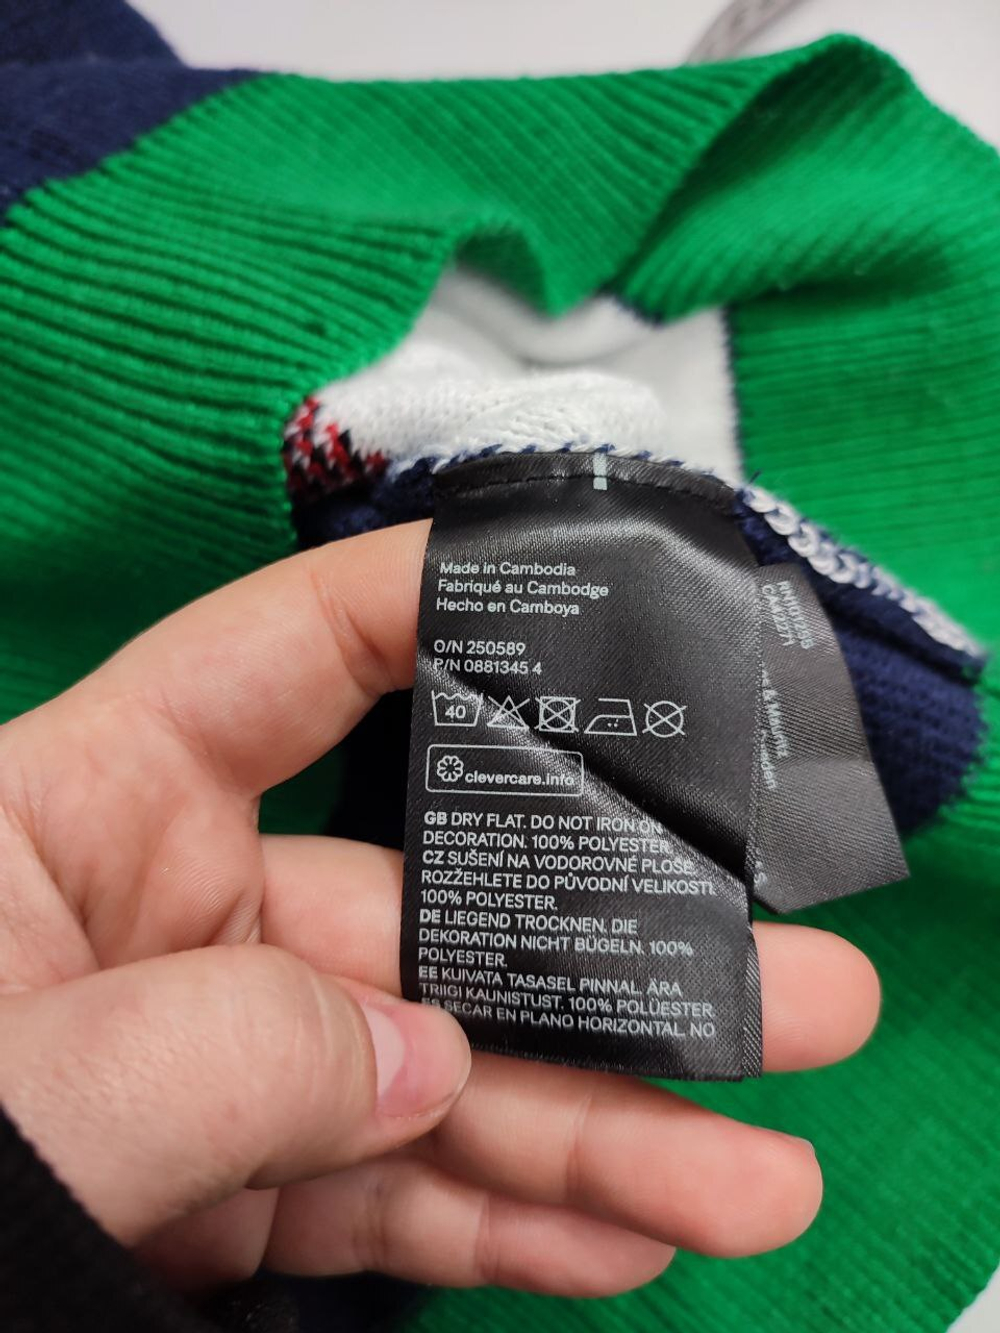 Made in Cambodia
Fabriqué au Cambodge
Hecho en Camboya
O/N 250589
P/N 0881345 4
40
clevercare.info
GB DRY FLAT. DO NOT IRON ON
DECORATION. 100% POLYESTER.
CZ SUŠENÍ NA VODOROVNÉ PLOŠE.
ROZŽEHLETE DO PŮVODNÍ VELIKOSTI.
100% POLYESTER.
DE LIEGEND TROCKNEN. DIE
DEKORATION NICHT BÜGELN. 100%
POLYESTER.
EE KUIVATA TASASEL PINNAL. ÄRA
TRIIGI KAUNISTUST. 100% POLÜESTER.
ES SECAR EN PLANO HORIZONTAL. NO